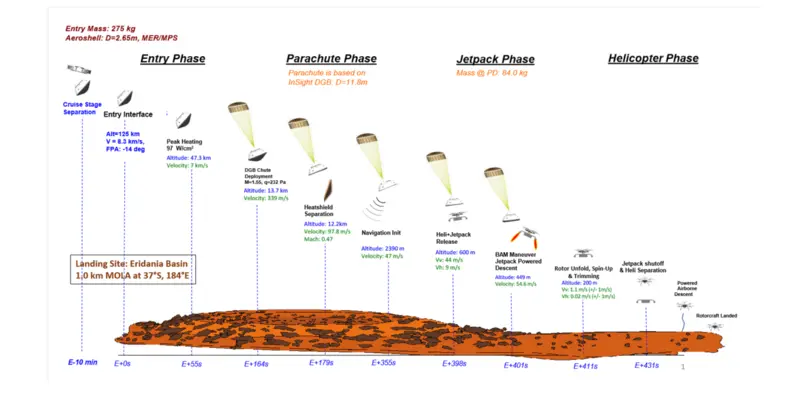 Entry Mass: 275 kg
Aeroshell: D=2.65m, MER/MPS
Entry Phase
Parachute Phase
Parachute is based on
InSight DGB: D=11.8m
Jetpack Phase
Mass @ PD: 84.0 kg
Helicopter Phase
Cruise Stage
Separation
Entry Interface
Alt=125 km
V = 6.3 km/s,
FPA: -14 deg
Peak Heating
97 W/cm²
Altitude: 47.3 km
Velocity: 7 km/s
DGB Chute
Deployment
M=1.65, q=232 Pa
Altitude: 13.7 km
Velocity: 339 m/s
Heatshield
Separation
Altitude: 12.2km
Velocity: 97.8 m/s
Mach: 0.47
Navigation Init
Altitude: 2390 m
Velocity: 47 m/s
Heli+Jetpack
Release
Altitude: 600 m
Vv: 44 m/s
Vh: 9 m/s
BAM Maneuver
Jetpack Powered
Descent
Altitude: 449 m
Velocity: 54.6 m/s
Rotor Unfold, Spin-Up
& Trimming
Altitude: 200 m
Vv: 1.1 m/s (+/- 1m/s)
Vh: 0.02 m/s (+/- 1m/s)
Jetpack shutoff
& Heli Separation
Powered
Airborne
Descent
Rotorcraft Landed
Landing Site: Eridania Basin
1.0 km MOLA at 37°S, 184°E
E-10 min
E+0s
E+55s
E+164s
E+179s
E+355s
E+398s
E+401s
E+411s
E+431s
1